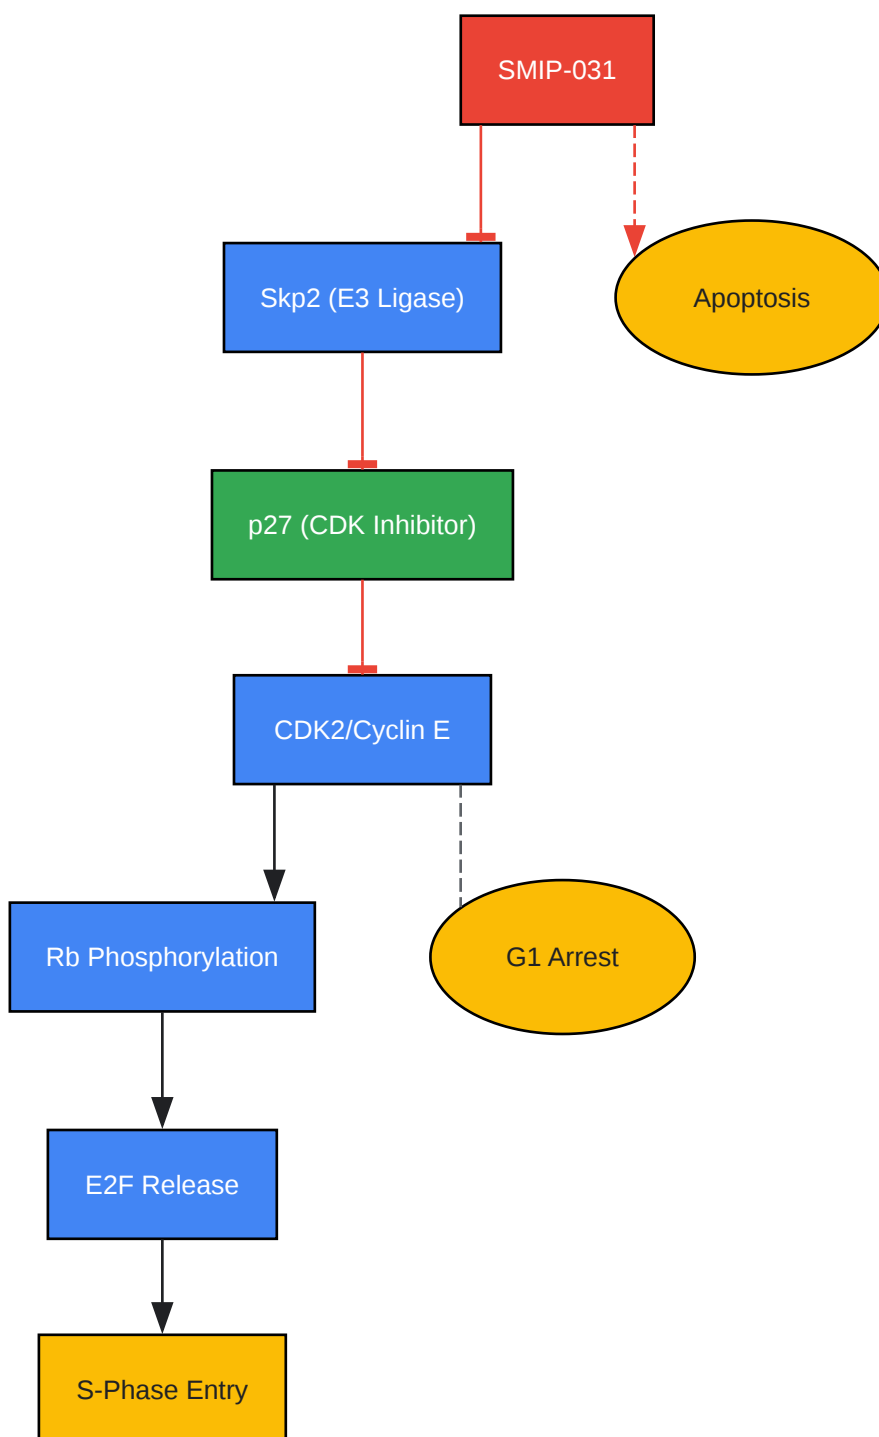 SMIP-031
Skp2 (E3 Ligase)
Apoptosis
p27 (CDK Inhibitor)
CDK2/Cyclin E
Rb Phosphorylation
G1 Arrest
E2F Release
S-Phase Entry